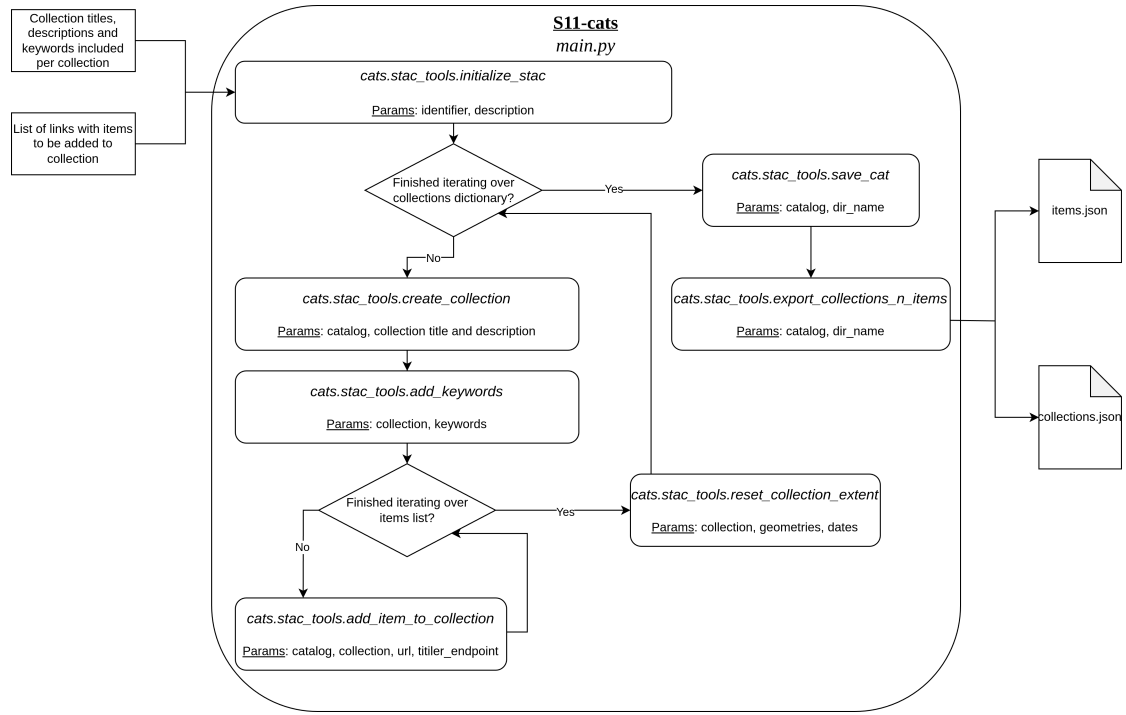 Collection titles,
descriptions and
keywords included
per collection
List of links with items
to be added to
collection
S11-cats
main.py
cats.stac_tools.initialize_stac
Params: identifier, description
Finished iterating over
collections dictionary?
Yes
No
cats.stac_tools.save_cat
Params: catalog, dir_name
cats.stac_tools.export_collections_n_items
Params: catalog, dir_name
items.json
collections.json
cats.stac_tools.create_collection
Params: catalog, collection title and description
cats.stac_tools.add_keywords
Params: collection, keywords
Finished iterating over
items list?
Yes
No
cats.stac_tools.reset_collection_extent
Params: collection, geometries, dates
cats.stac_tools.add_item_to_collection
Params: catalog, collection, url, titiler_endpoint